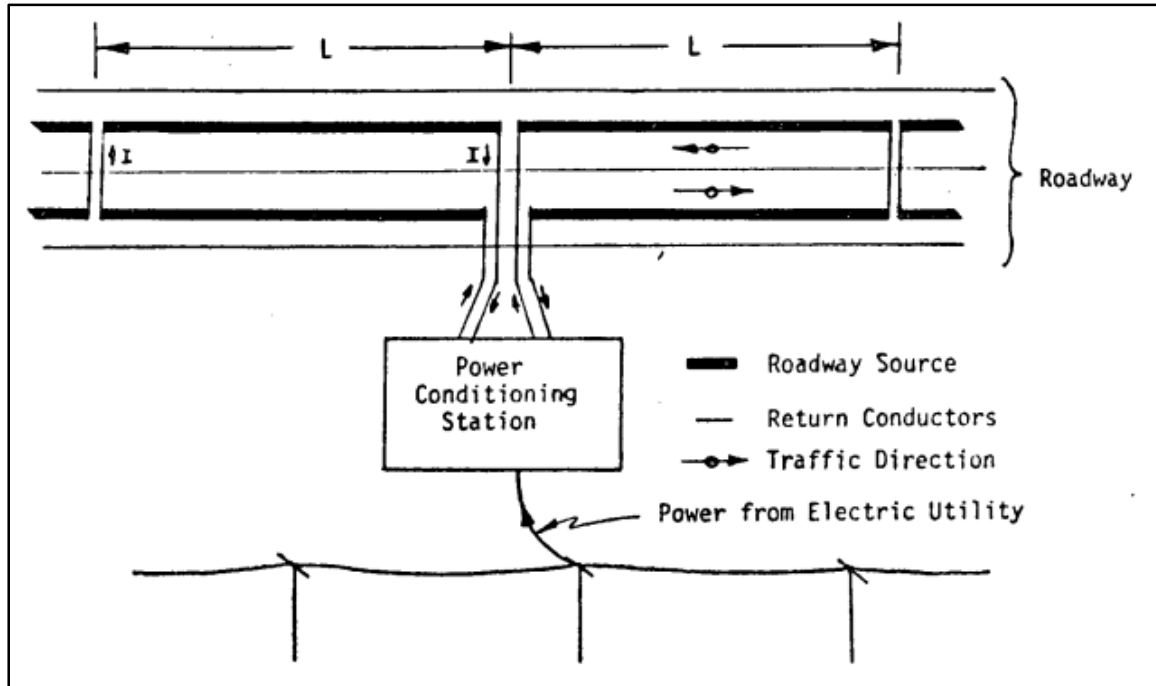 L
L
I
I
Roadway
Power
Conditioning
Station
Roadway Source
Return Conductors
Traffic Direction
Power from Electric Utility